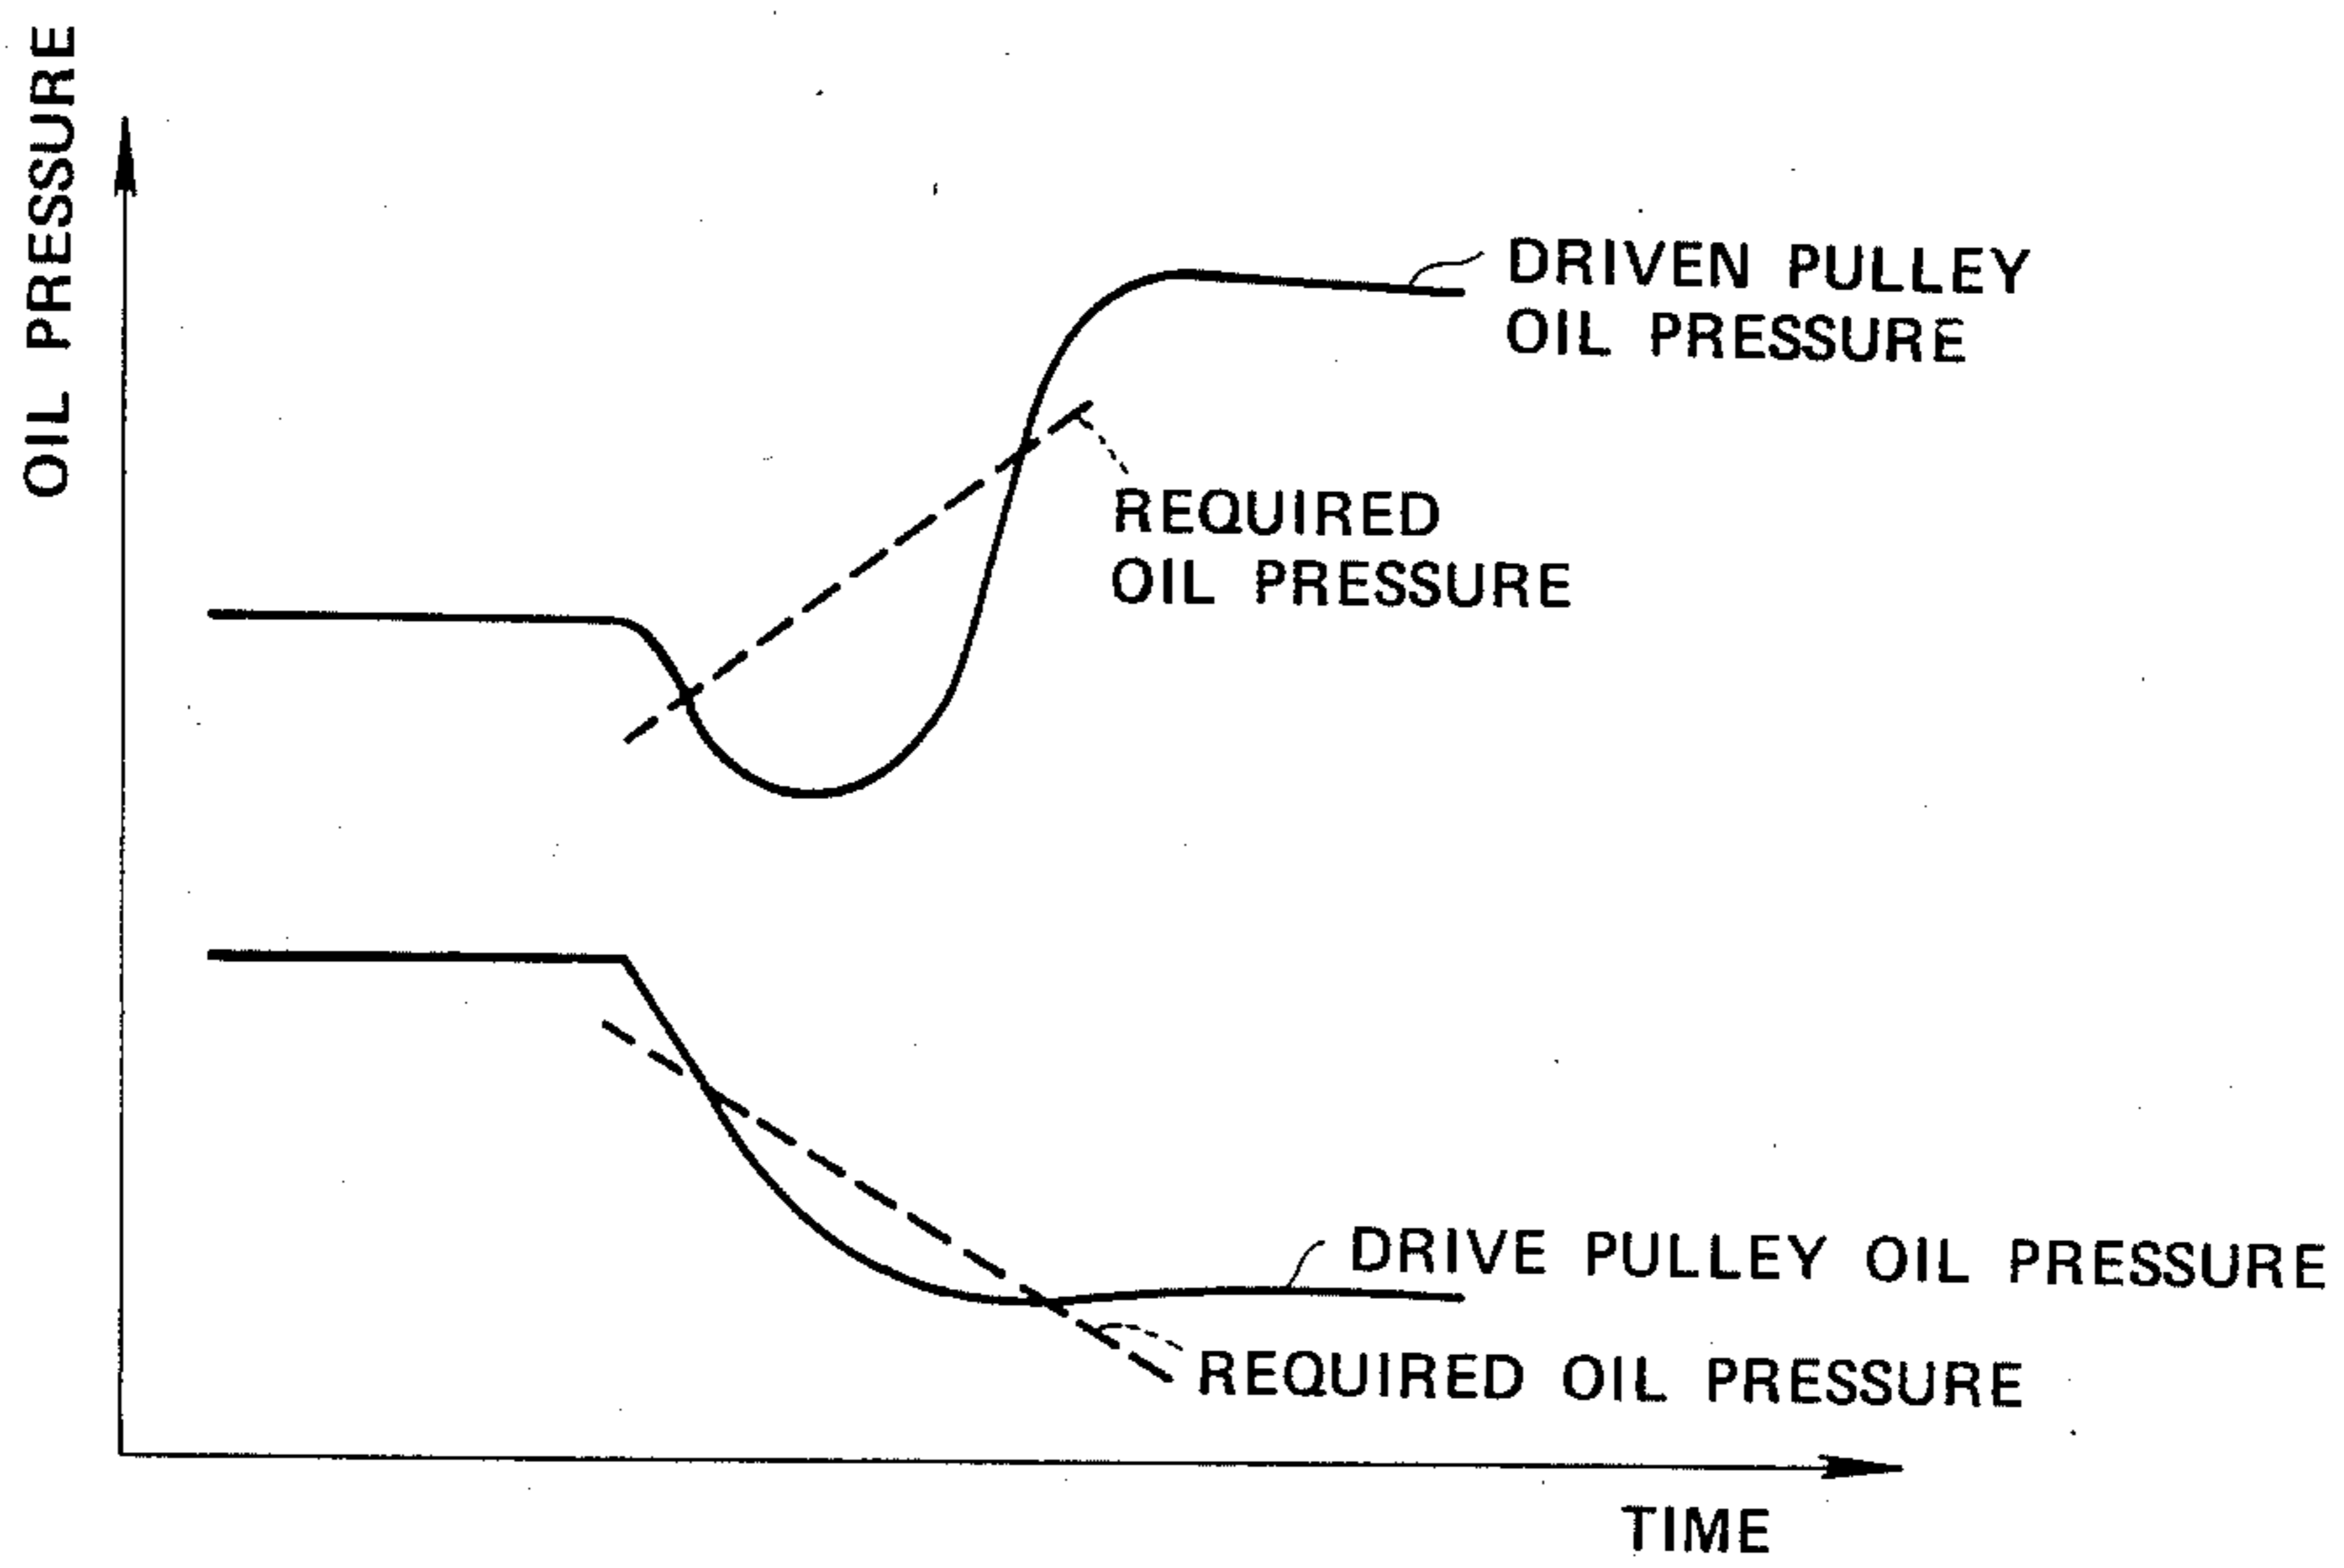 OIL PRESSURE
DRIVEN PULLEY
OIL PRESSURE
REQUIRED
OIL PRESSURE
DRIVE PULLEY OIL PRESSURE
REQUIRED OIL PRESSURE
TIME